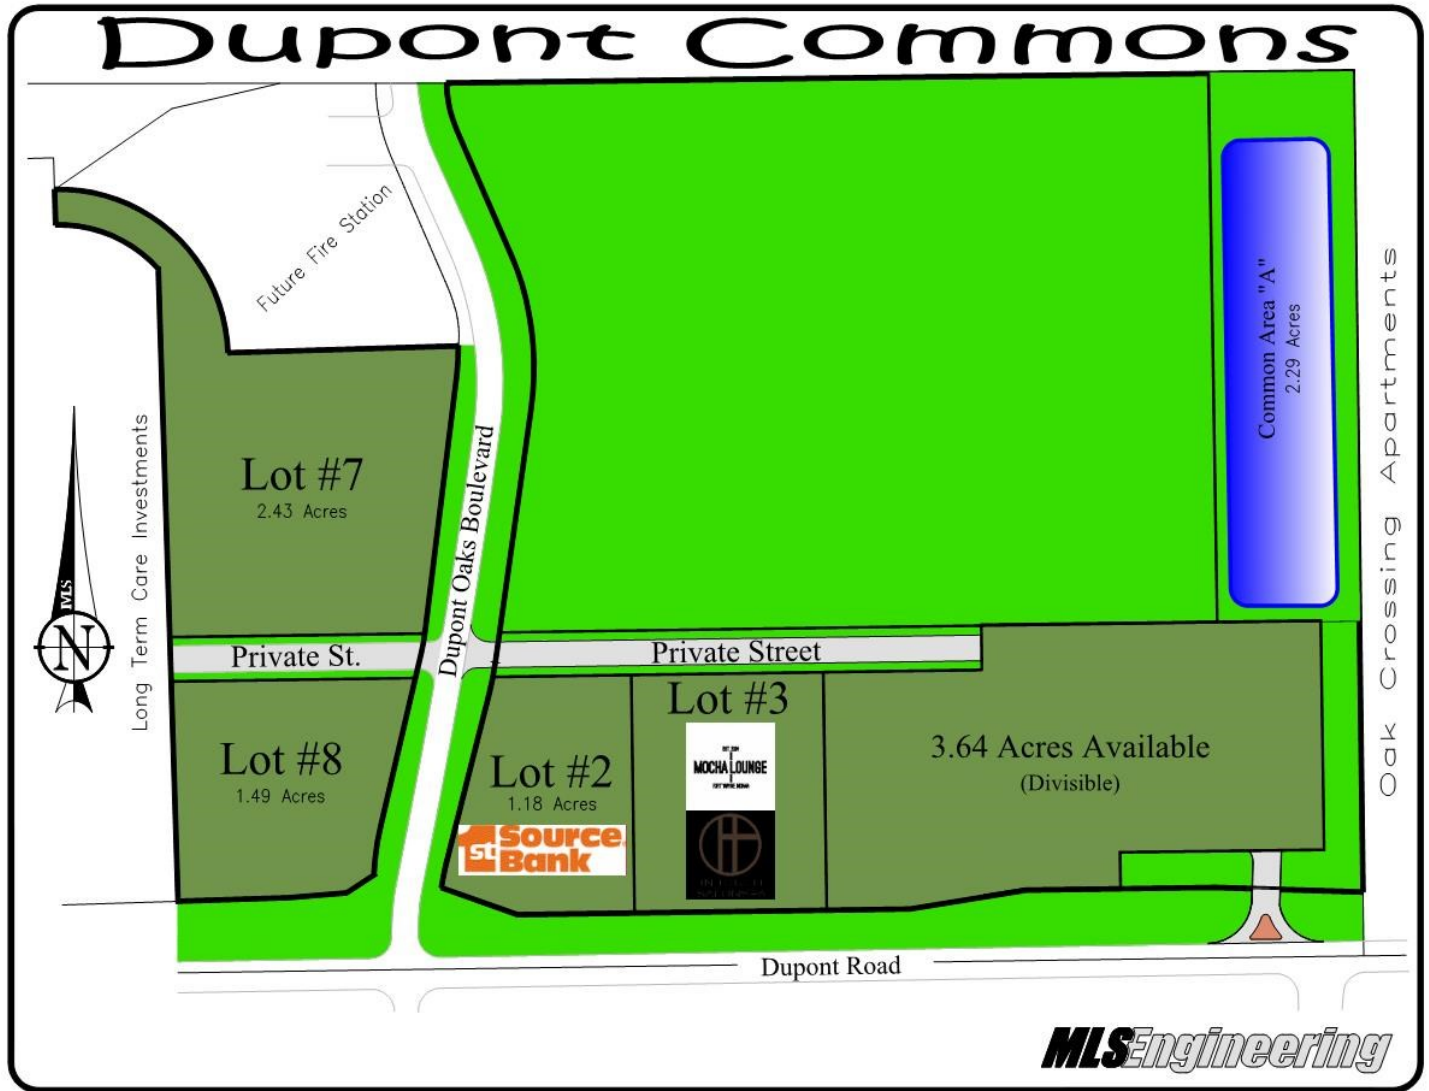 Dupont Commons
Future Fire Station
Common Area "A"
2.29 Acres
Oak Crossing Apartments
Long Term Care Investments
Lot #7
2.43 Acres
Dupont Oaks Boulevard
MLS
N
Private St.
Private Street
Lot #8
1.49 Acres
Lot #2
1.18 Acres
1st Source
Bank
Lot #3
MOCHA LOUNGE
3.64 Acres Available
(Divisible)
Dupont Road
MLS Engineering